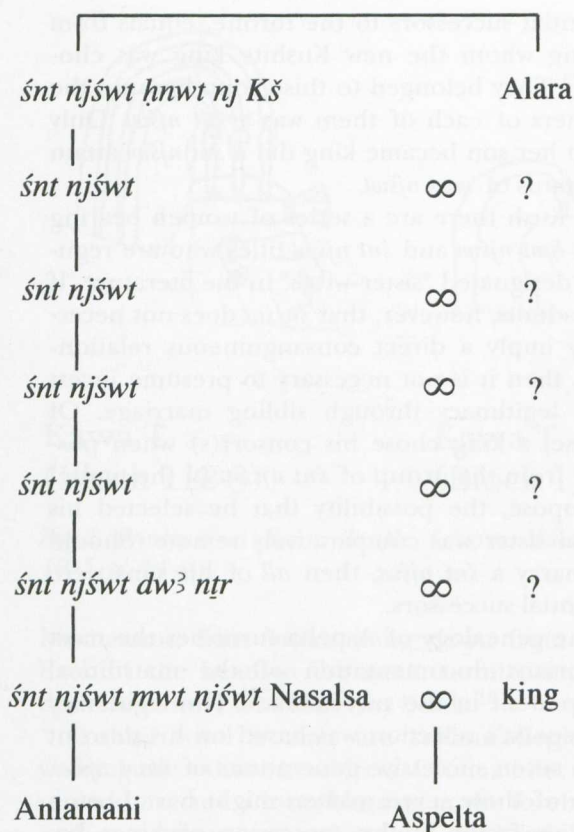 śnt njśwt ḥnwt nj Kš Alara
śnt njśwt ∞ ?
śnt njśwt ∞ ?
śnt njśwt ∞ ?
śnt njśwt ∞ ?
śnt njśwt dwꜣ nṯr ∞ ?
śnt njśwt mwt njśwt Nasalsa ∞ king
Anlamani Aspelta